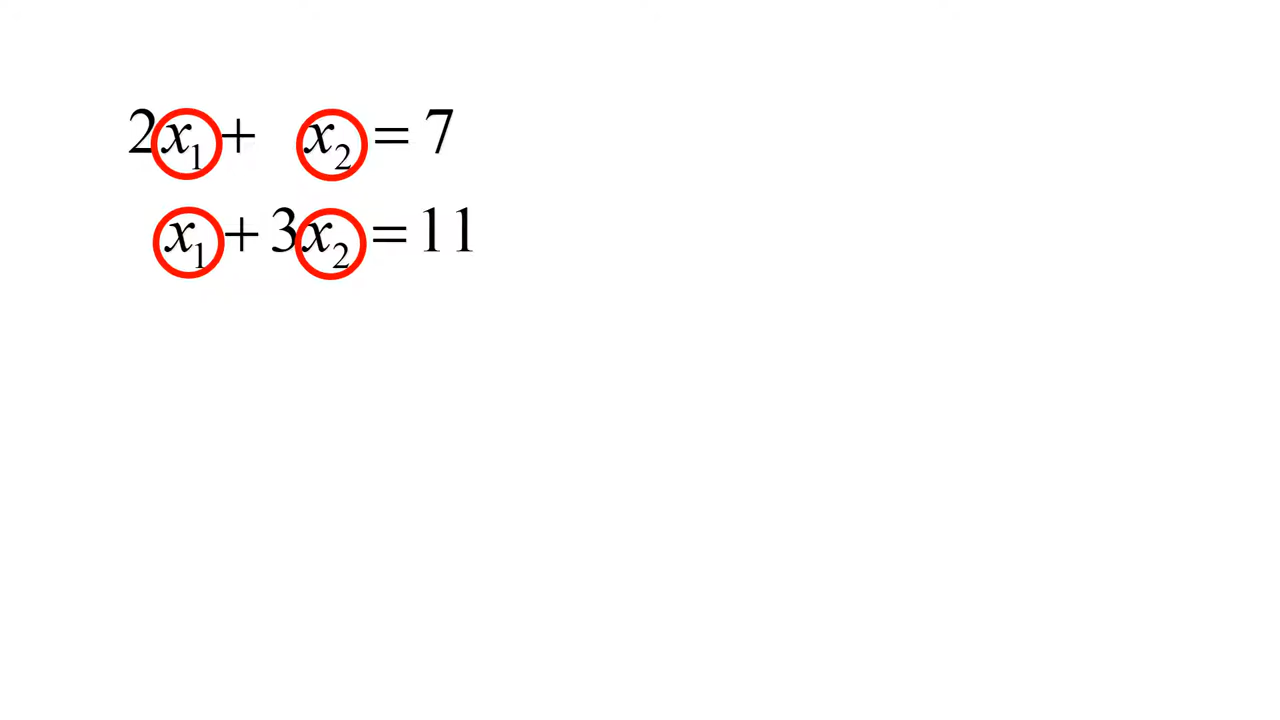 2x₁ + x₂ = 7
x₁ + 3x₂ = 11